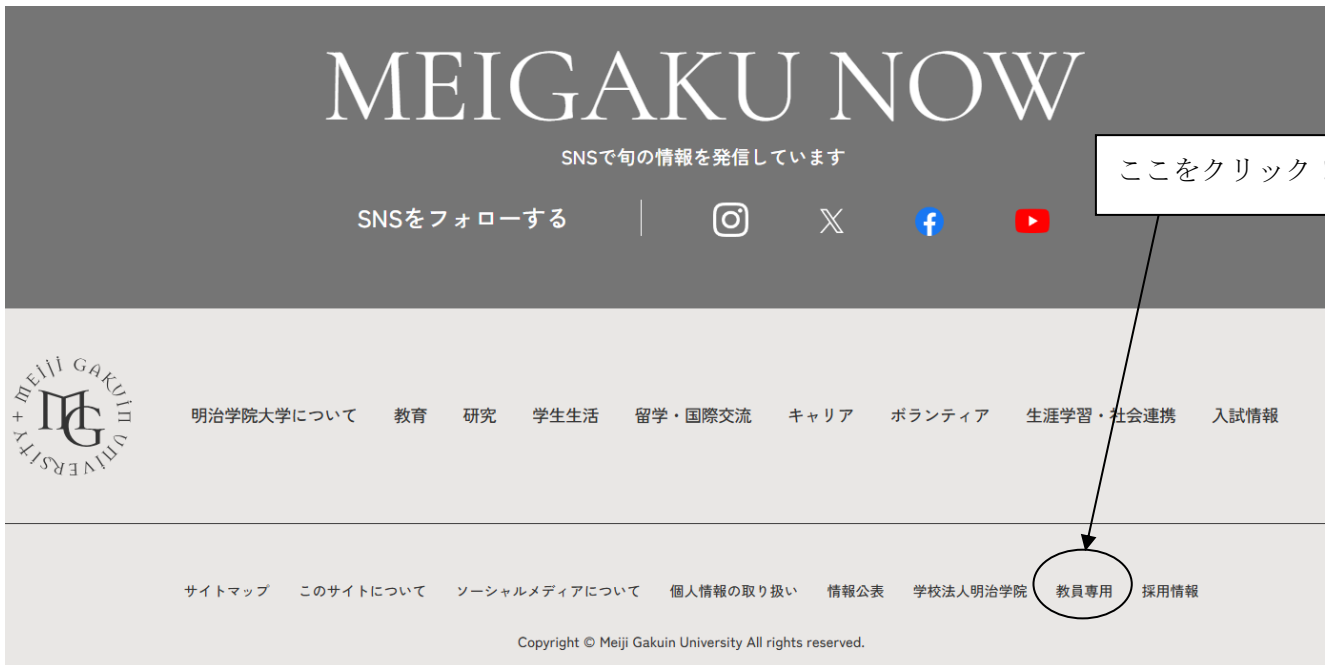 MEIGAKU NOW
SNSで旬の情報を発信しています
ここをクリック
SNSをフォローする
MEIJI GAKUIN UNIVERSITY +
MG
明治学院大学について 教育 研究 学生生活 留学・国際交流 キャリア ボランティア 生涯学習・社会連携 入試情報
サイトマップ このサイトについて ソーシャルメディアについて 個人情報の取り扱い 情報公表 学校法人明治学院 教員専用 採用情報
Copyright © Meiji Gakuin University All rights reserved.